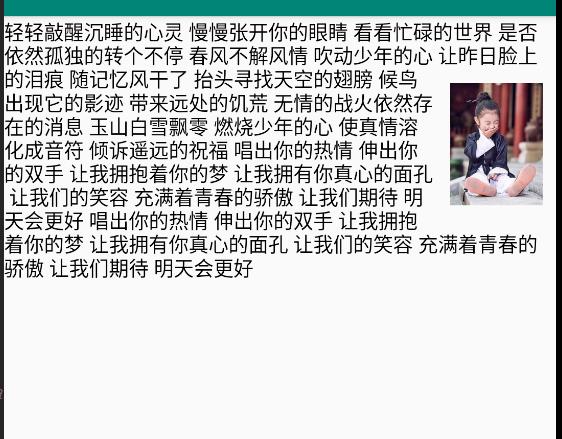 轻轻敲醒沉睡的心灵 慢慢张开你的眼睛 看看忙碌的世界 是否
依然孤独的转个不停 春风不解风情 吹动少年的心 让昨日脸上
的泪痕 随记忆风干了 抬头寻找天空的翅膀 候鸟
出现它的影迹 带来远处的饥荒 无情的战火依然存
在的消息 玉山白雪飘零 燃烧少年的心 使真情溶
化成音符 倾诉遥远的祝福 唱出你的热情 伸出你
的双手 让我拥抱着你的梦 让我拥有你真心的面孔
让我们的笑容 充满着青春的骄傲 让我们期待 明
天会更好 唱出你的热情 伸出你的双手 让我拥抱
着你的梦 让我拥有你真心的面孔 让我们的笑容 充满着青春的
骄傲 让我们期待 明天会更好